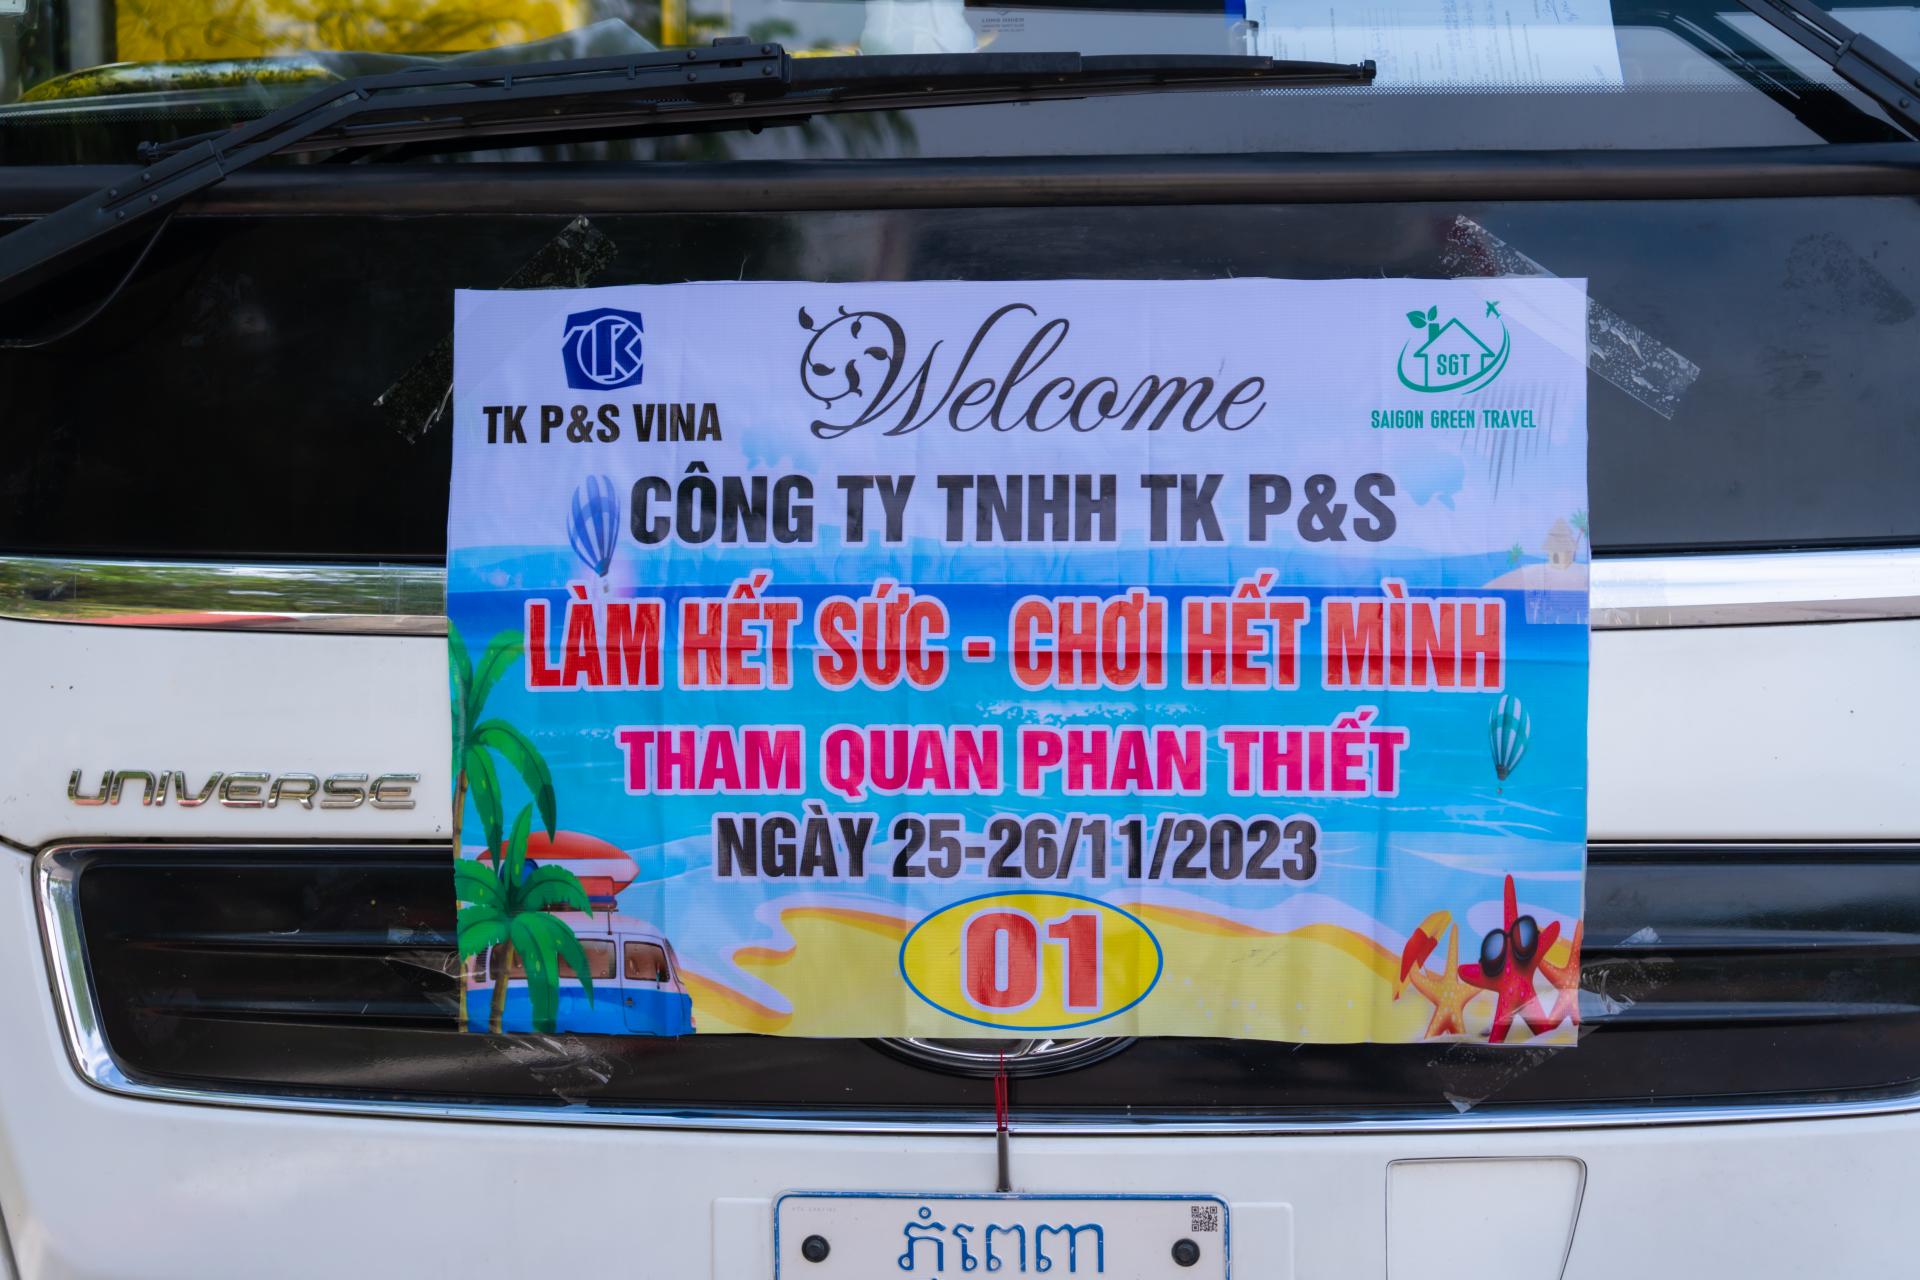 TK
TK P&S VINA
Welcome
SGT
SAIGON GREEN TRAVEL
CÔNG TY TNHH TK P&S
LÀM HẾT SỨC - CHƠI HẾT MÌNH
THAM QUAN PHAN THIẾT
NGÀY 25-26/11/2023
01
UNIVERSE
ភ្នំពេញ